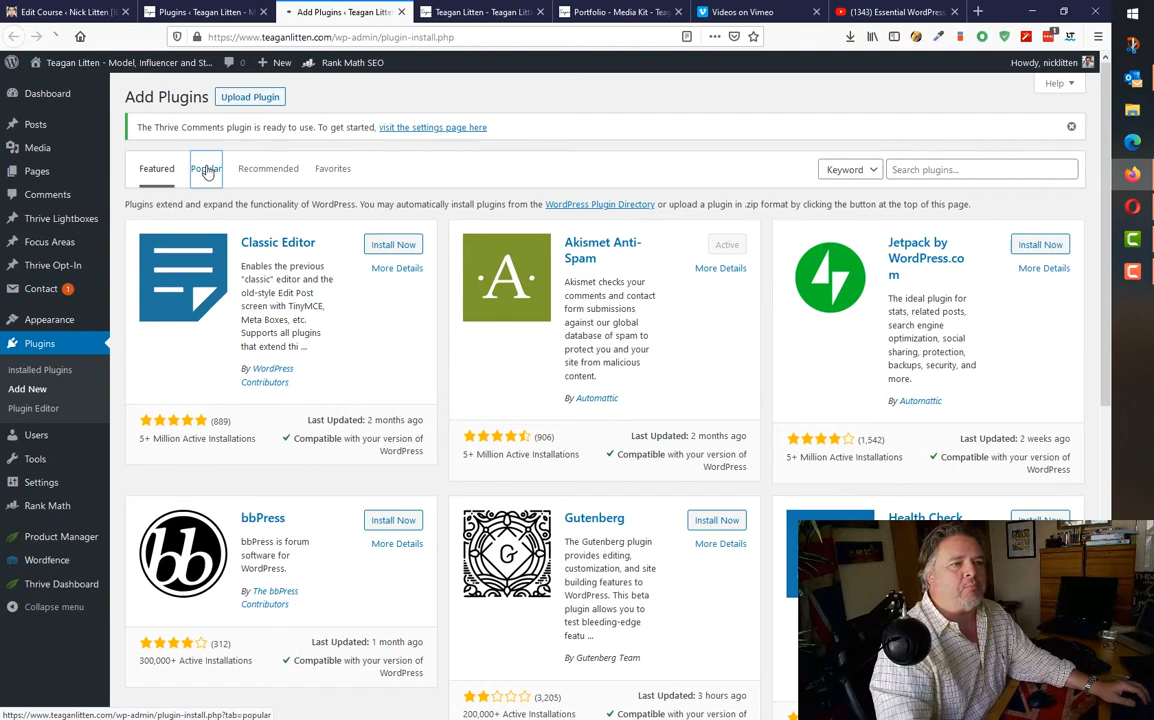 Edit Course < Nick Litten [N
Plugins < Teagan Litten – M
Add Plugins < Teagan Litten
Teagan Litten - Teagan Litten
Portfolio - Media Kit - Teagan
Videos on Vimeo
(1343) Essential WordPress
https://www.teaganlitten.com/wp-admin/plugin-install.php
Teagan Litten - Model, Influencer and St...
0
New
Rank Math SEO
Howdy, nicklitten
Dashboard
Posts
Media
Pages
Comments
Thrive Lightboxes
Focus Areas
Thrive Opt-In
Contact 1
Appearance
Plugins
Installed Plugins
Add New
Plugin Editor
Users
Tools
Settings
Rank Math
Product Manager
Wordfence
Thrive Dashboard
Collapse menu
Add Plugins
Upload Plugin
Help
The Thrive Comments plugin is ready to use. To get started, visit the settings page here
Featured
Popular
Recommended
Favorites
Keyword
Search plugins...
Plugins extend and expand the functionality of WordPress. You may automatically install plugins from the WordPress Plugin Directory or upload a plugin in .zip format by clicking the button at the top of this page.
Classic Editor
Install Now
More Details
Enables the previous
"classic" editor and the
old-style Edit Post
screen with TinyMCE,
Meta Boxes, etc.
Supports all plugins
that extend thi ...
By WordPress
Contributors
(889)
5+ Million Active Installations
Last Updated: 2 months ago
Compatible with your version of
WordPress
A
Akismet Anti-
Spam
Active
More Details
Akismet checks your
comments and contact
form submissions
against our global
database of spam to
protect you and your
site from malicious
content.
By Automattic
(906)
5+ Million Active Installations
Last Updated: 2 months ago
Compatible with your version of
WordPress
Jetpack by
WordPress.co
m
Install Now
More Details
The ideal plugin for
stats, related posts,
search engine
optimization, social
sharing, protection,
backups, security, and
more.
By Automattic
(1,542)
5+ Million Active Installations
Last Updated: 2 weeks ago
Compatible with your version of
WordPress
bb
bbPress
Install Now
More Details
bbPress is forum
software for
WordPress.
By The bbPress
Contributors
(312)
300,000+ Active Installations
Last Updated: 1 month ago
Compatible with your version of
WordPress
G
Gutenberg
Install Now
More Details
The Gutenberg plugin
provides editing,
customization, and site
building features to
WordPress. This beta
plugin allows you to
test bleeding-edge
featu ...
By Gutenberg Team
(3,205)
200,000+ Active Installations
Last Updated: 3 hours ago
Compatible with your version of
WordPress
Health Check
https://www.teaganlitten.com/wp-admin/plugin-install.php?tab=popular